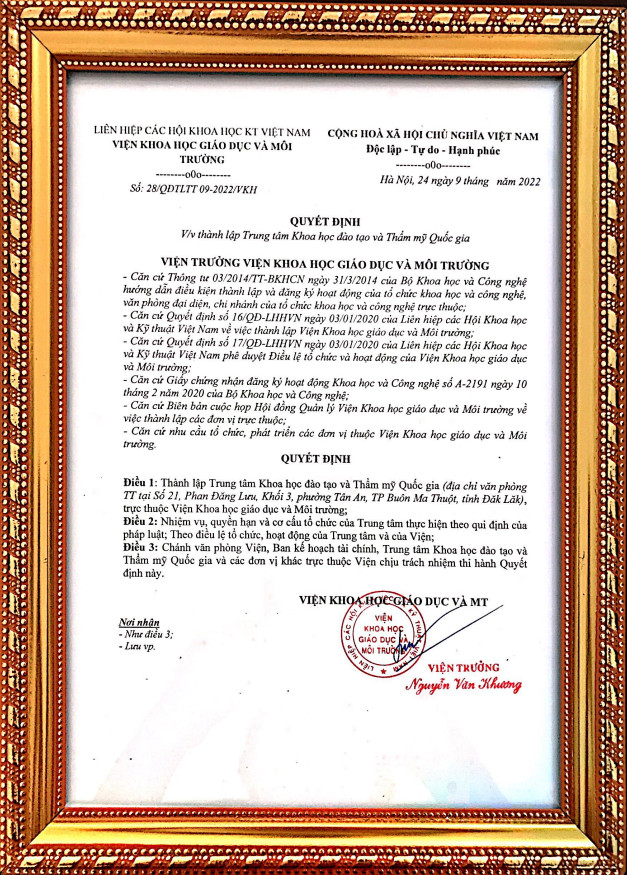 LIÊN HIỆP CÁC HỘI KHOA HỌC KT VIỆT NAM
VIỆN KHOA HỌC GIÁO DỤC VÀ MÔI
TRƯỜNG
--------o0o--------
Số: 28/QĐTLTT 09-2022/VKH
CỘNG HOÀ XÃ HỘI CHỦ NGHĨA VIỆT NAM
Độc lập - Tự do - Hạnh phúc
--------o0o--------
Hà Nội, 24 ngày 9 tháng năm 2022
QUYẾT ĐỊNH
V/v thành lập Trung tâm Khoa học đào tạo và Thẩm mỹ Quốc gia
VIỆN TRƯỞNG VIỆN KHOA HỌC GIÁO DỤC VÀ MÔI TRƯỜNG
- Căn cứ Thông tư 03/2014/TT-BKHCN ngày 31/3/2014 của Bộ Khoa học và Công nghệ
hướng dẫn điều kiện thành lập và đăng ký hoạt động của tổ chức khoa học và công nghệ,
văn phòng đại diện, chi nhánh của tổ chức khoa học và công nghệ trực thuộc;
- Căn cứ Quyết định số 16/QĐ-LHHVN ngày 03/01/2020 của Liên hiệp các Hội Khoa học
và Kỹ thuật Việt Nam về việc thành lập Viện Khoa học giáo dục và Môi trường;
- Căn cứ Quyết định số 17/QĐ-LHHVN ngày 03/01/2020 của Liên hiệp các Hội Khoa học
và Kỹ thuật Việt Nam phê duyệt Điều lệ tổ chức và hoạt động của Viện Khoa học giáo dục
và Môi trường;
- Căn cứ Giấy chứng nhận đăng ký hoạt động Khoa học và Công nghệ số A-2191 ngày 10
tháng 2 năm 2020 của Bộ Khoa học và Công nghệ;
- Căn cứ Biên bản cuộc họp Hội đồng Quản lý Viện Khoa học giáo dục và Môi trường về
việc thành lập các đơn vị trực thuộc;
- Căn cứ nhu cầu tổ chức, phát triển các đơn vị thuộc Viện Khoa học giáo dục và Môi
trường.
QUYẾT ĐỊNH
Điều 1: Thành lập Trung tâm Khoa học đào tạo và Thẩm mỹ Quốc gia (địa chỉ văn phòng
TT tại Số 21, Phan Đăng Lưu, Khối 3, phường Tân An, TP Buôn Ma Thuột, tỉnh Đăk Lăk),
trực thuộc Viện Khoa học giáo dục và Môi trường;
Điều 2: Nhiệm vụ, quyền hạn và cơ cấu tổ chức của Trung tâm thực hiện theo qui định của
pháp luật; Theo điều lệ tổ chức, hoạt động của Trung tâm và của Viện;
Điều 3: Chánh văn phòng Viện, Ban kế hoạch tài chính, Trung tâm Khoa học đào tạo và
Thẩm mỹ Quốc gia và các đơn vị khác trực thuộc Viện chịu trách nhiệm thi hành Quyết
định này.
VIỆN KHOA HỌC GIÁO DỤC VÀ MT
Nơi nhận
- Như điều 3;
- Lưu vp.
LIÊN HIỆP CÁC HỘI KHOA HỌC KỸ THUẬT VIỆT NAM
VIỆN
KHOA HỌC
GIÁO DỤC VÀ
MÔI TRƯỜNG
VIỆN TRƯỞNG
Nguyễn Văn Khương